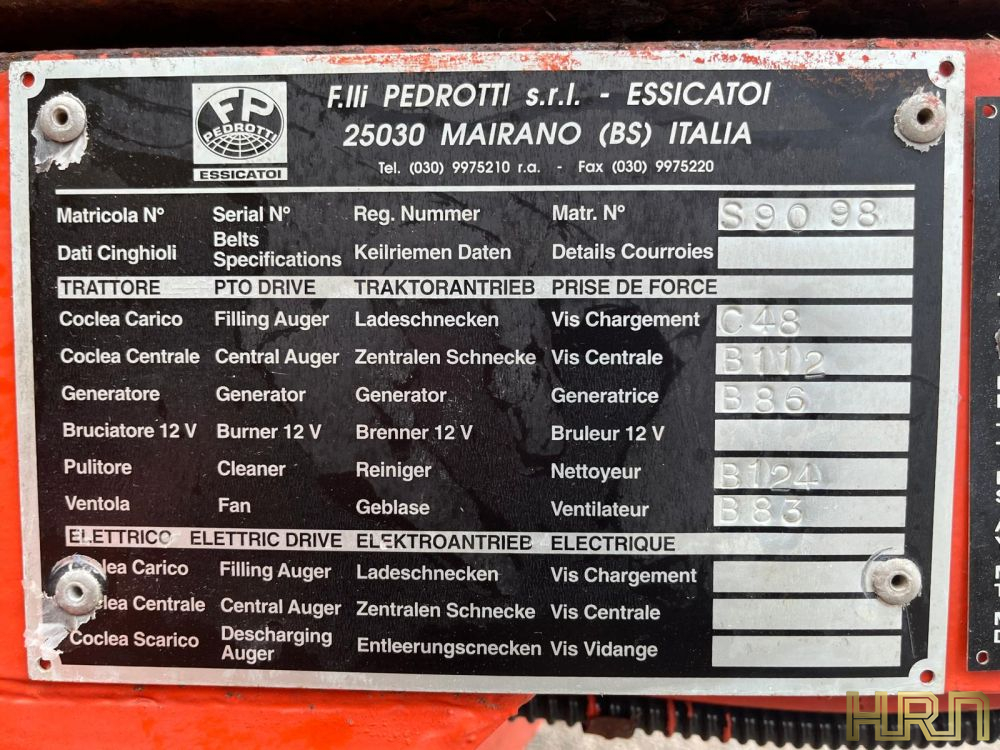 FP
PEDROTTI
ESSICATOI
F.lli PEDROTTI s.r.l. - ESSICATOI
25030 MAIRANO (BS) ITALIA
Tel. (030) 9975210 r.a. - Fax (030) 9975220
Matricola N° Serial N° Reg. Nummer Matr. N° S9098
Dati Cinghioli Belts Specifications Keilriemen Daten Details Courroies
TRATTORE PTO DRIVE TRAKTORANTRIEB PRISE DE FORCE
Coclea Carico Filling Auger Ladeschnecken Vis Chargement C48
Coclea Centrale Central Auger Zentralen Schnecke Vis Centrale B112
Generatore Generator Generator Generatrice B86
Bruciatore 12 V Burner 12 V Brenner 12 V Bruleur 12 V
Pulitore Cleaner Reiniger Nettoyeur B124
Ventola Fan Geblase Ventilateur B83
ELETTRICO ELETTRIC DRIVE ELEKTROANTRIEB ELECTRIQUE
Coclea Carico Filling Auger Ladeschnecken Vis Chargement
Coclea Centrale Central Auger Zentralen Schnecke Vis Centrale
Coclea Scarico Descharging Auger Entleerungscnecken Vis Vidange
HRN